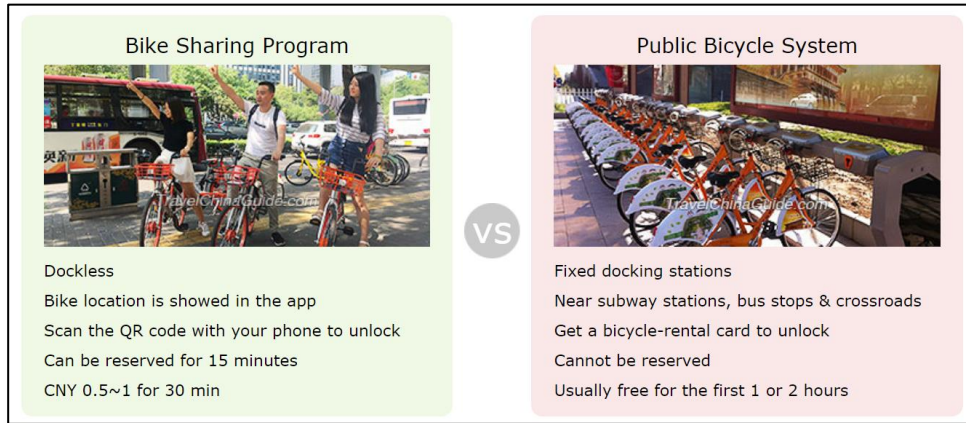 Bike Sharing Program
TravelChinaGuide.com
Dockless
Bike location is showed in the app
Scan the QR code with your phone to unlock
Can be reserved for 15 minutes
CNY 0.5~1 for 30 min
VS
Public Bicycle System
TravelChinaGuide.com
Fixed docking stations
Near subway stations, bus stops & crossroads
Get a bicycle-rental card to unlock
Cannot be reserved
Usually free for the first 1 or 2 hours